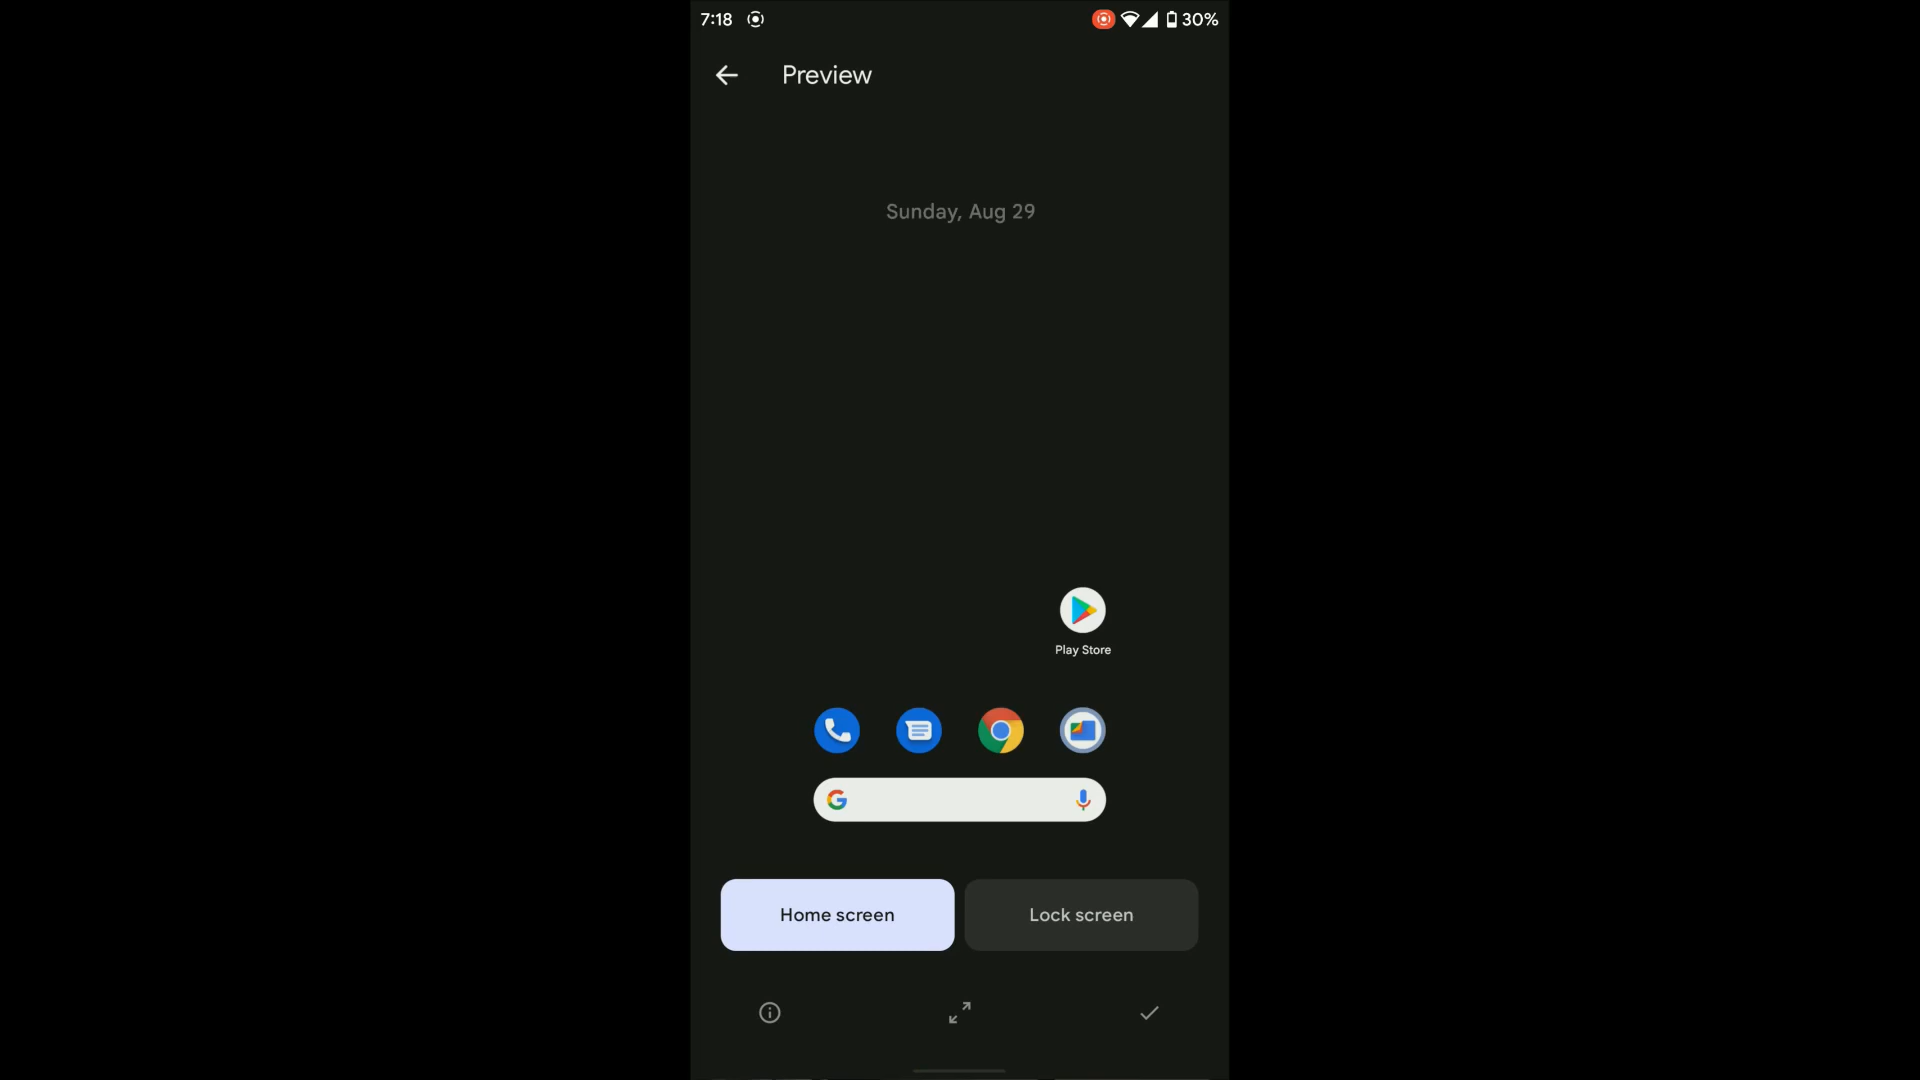 7:18
30%
Preview
Sunday, Aug 29
Play Store
Home screen
Lock screen